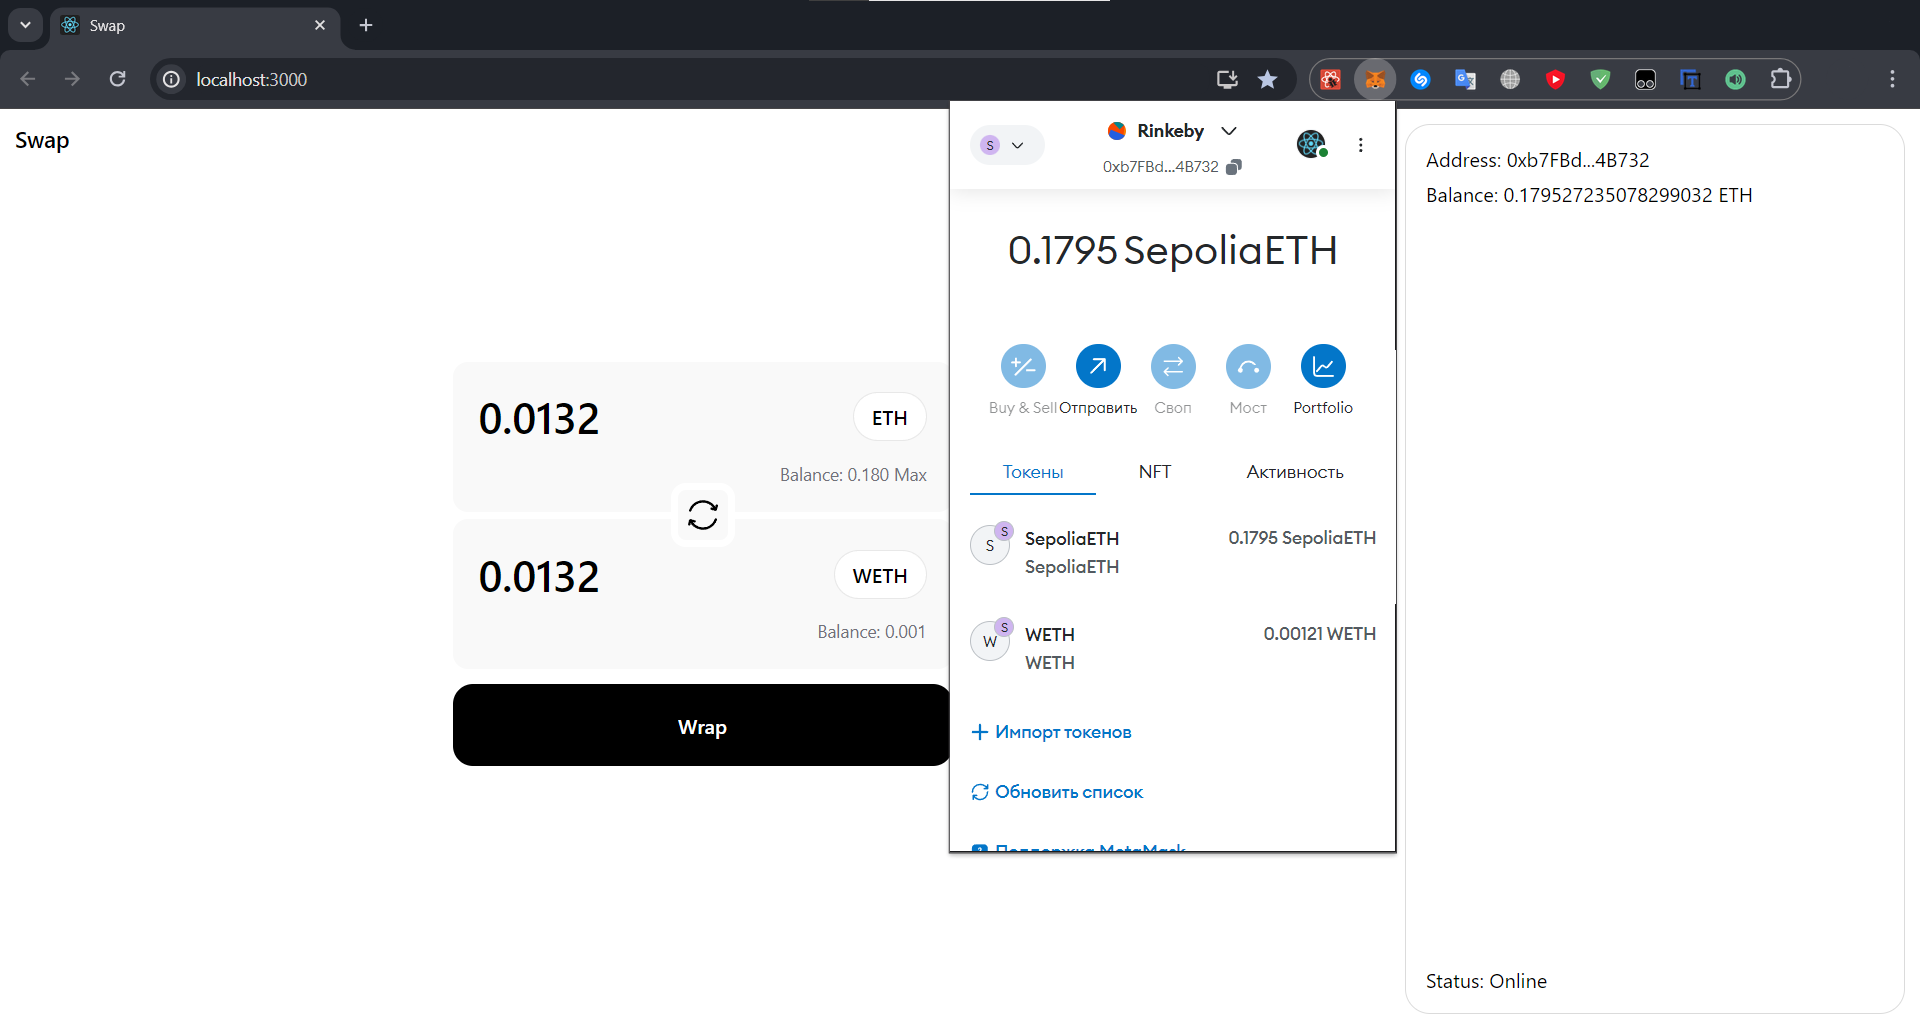 Swap
localhost:3000
Swap
0.0132
ETH
Balance: 0.180 Max
0.0132
WETH
Balance: 0.001
Wrap
S
Rinkeby
0xb7FBd...4B732
0.1795 SepoliaETH
Buy & Sell
Отправить
Своп
Мост
Portfolio
Токены
NFT
Активность
S
S
SepoliaETH
0.1795 SepoliaETH
SepoliaETH
W
S
WETH
0.00121 WETH
WETH
Импорт токенов
Обновить список
Поддержка MetaMask
Address: 0xb7FBd...4B732
Balance: 0.179527235078299032 ETH
Status: Online